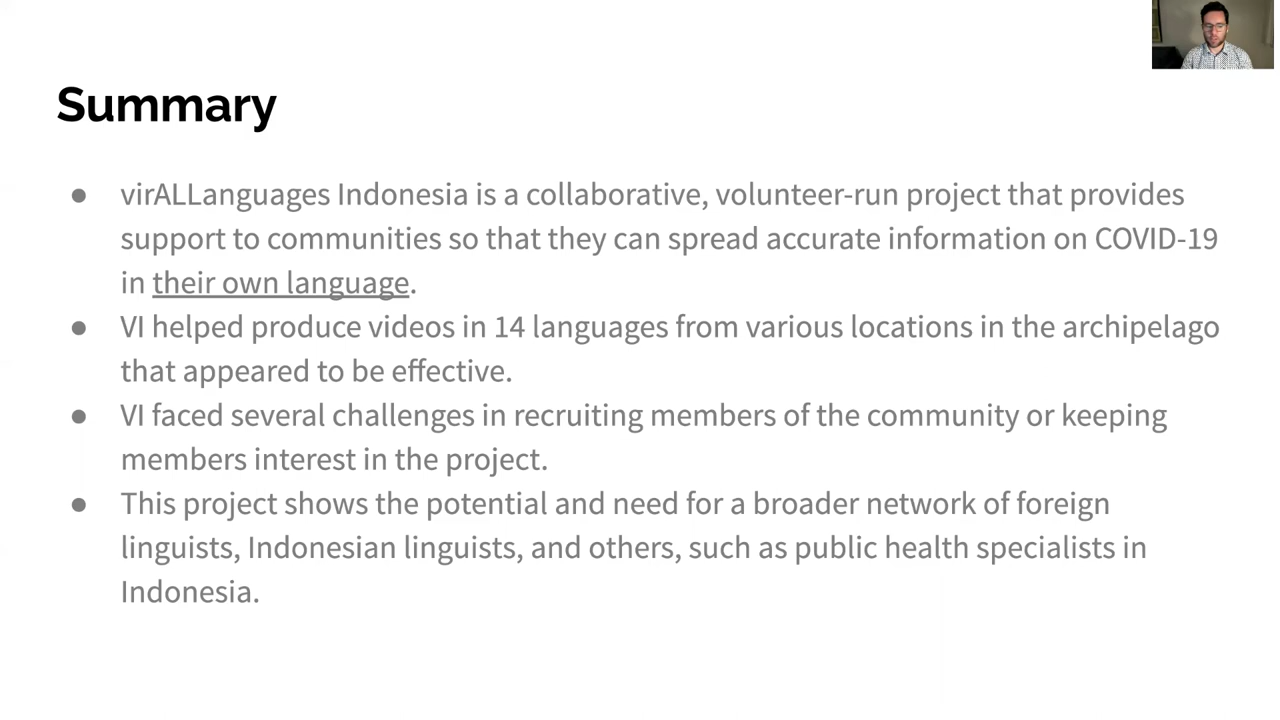 Summary
● virALLanguages Indonesia is a collaborative, volunteer-run project that provides
support to communities so that they can spread accurate information on COVID-19
in their own language.
● VI helped produce videos in 14 languages from various locations in the archipelago
that appeared to be effective.
● VI faced several challenges in recruiting members of the community or keeping
members interest in the project.
● This project shows the potential and need for a broader network of foreign
linguists, Indonesian linguists, and others, such as public health specialists in
Indonesia.